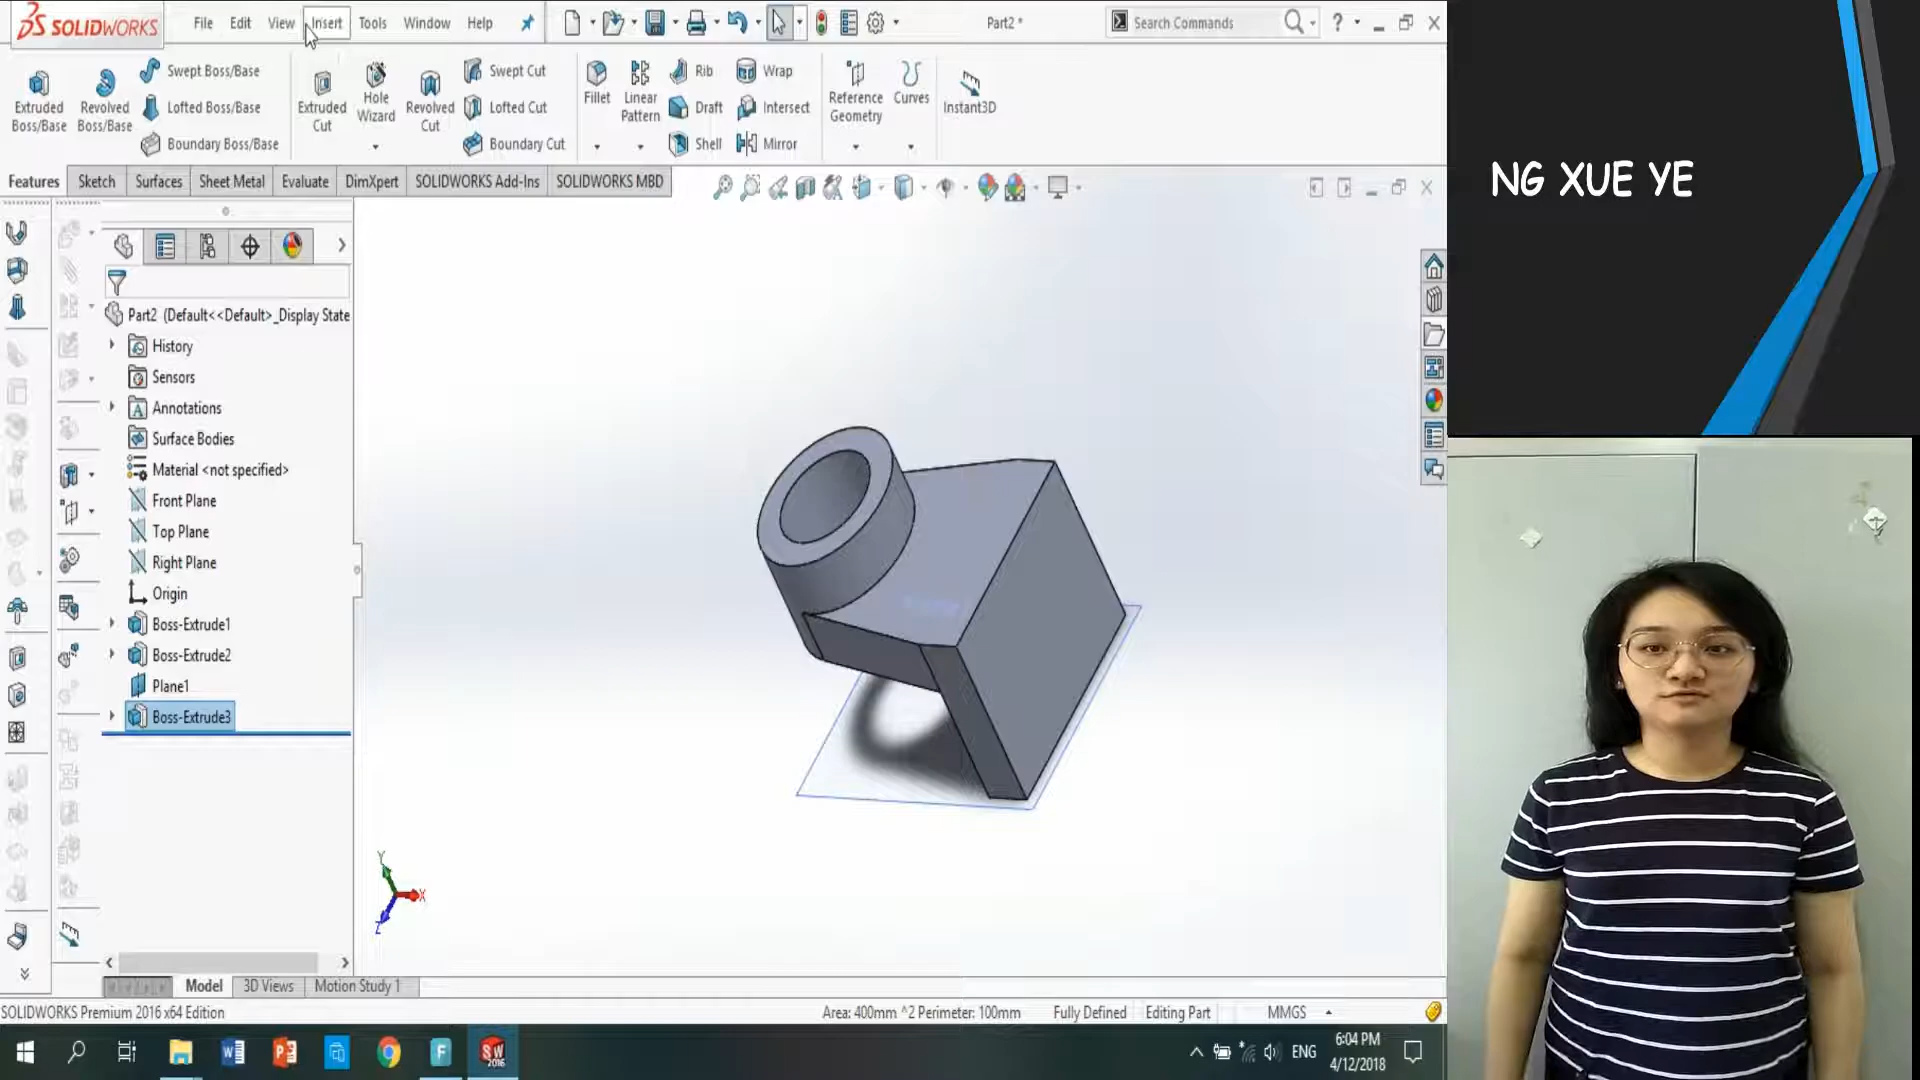 SOLIDWORKS
File Edit View Insert Tools Window Help
Part2 *
Search Commands
Extruded Boss/Base
Revolved Boss/Base
Swept Boss/Base
Lofted Boss/Base
Boundary Boss/Base
Extruded Cut
Hole Wizard
Revolved Cut
Swept Cut
Lofted Cut
Boundary Cut
Fillet
Linear Pattern
Rib
Draft
Shell
Wrap
Intersect
Mirror
Reference Geometry
Curves
Instant3D
Features Sketch Surfaces Sheet Metal Evaluate DimXpert SOLIDWORKS Add-Ins SOLIDWORKS MBD
Part2 (Default<<Default>_Display State
History
Sensors
Annotations
Surface Bodies
Material <not specified>
Front Plane
Top Plane
Right Plane
Origin
Boss-Extrude1
Boss-Extrude2
Plane1
Boss-Extrude3
Y
X
Z
Model 3D Views Motion Study 1
SOLIDWORKS Premium 2016 x64 Edition
Area: 400mm ^2 Perimeter: 100mm Fully Defined Editing Part MMGS
ENG
6:04 PM
4/12/2018
NG XUE YE